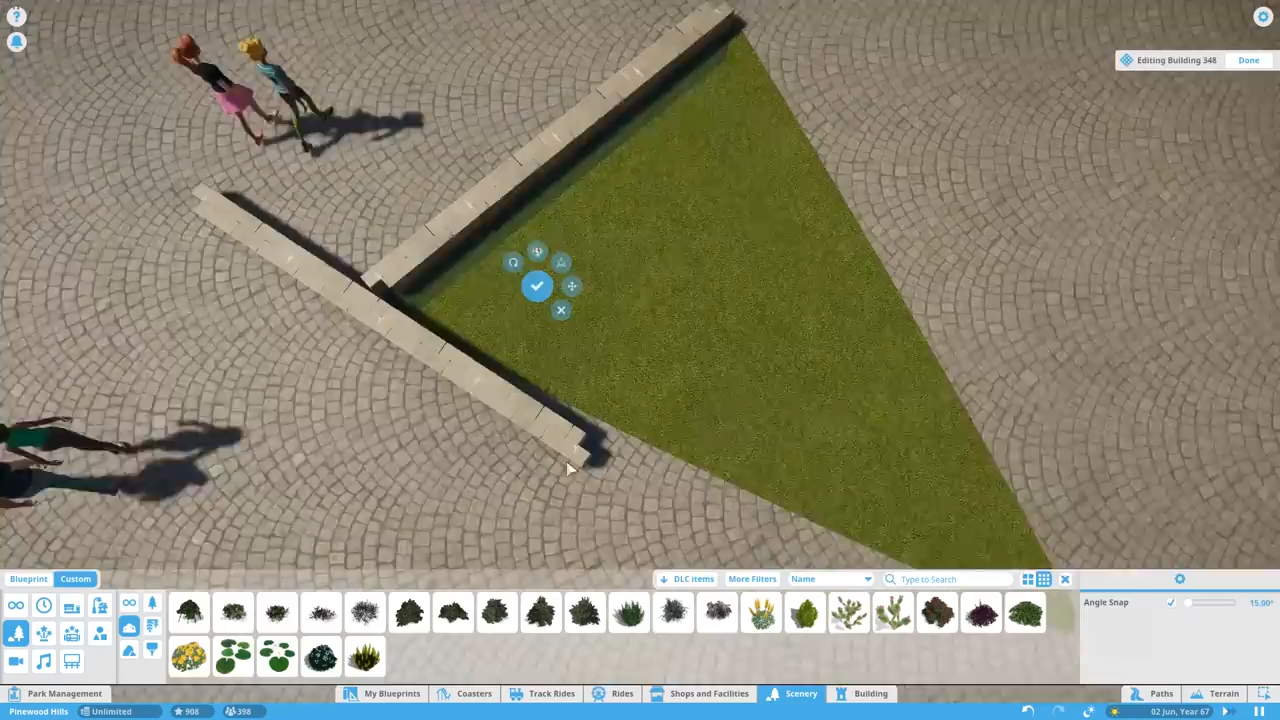 ?
Editing Building 348 Done
Blueprint Custom DLC items More Filters Name Type to Search
Angle Snap 15.00°
Park Management My Blueprints Coasters Track Rides Rides Shops and Facilities Scenery Building Paths Terrain
Pinewood Hills Unlimited 908 398 02 Jun, Year 67